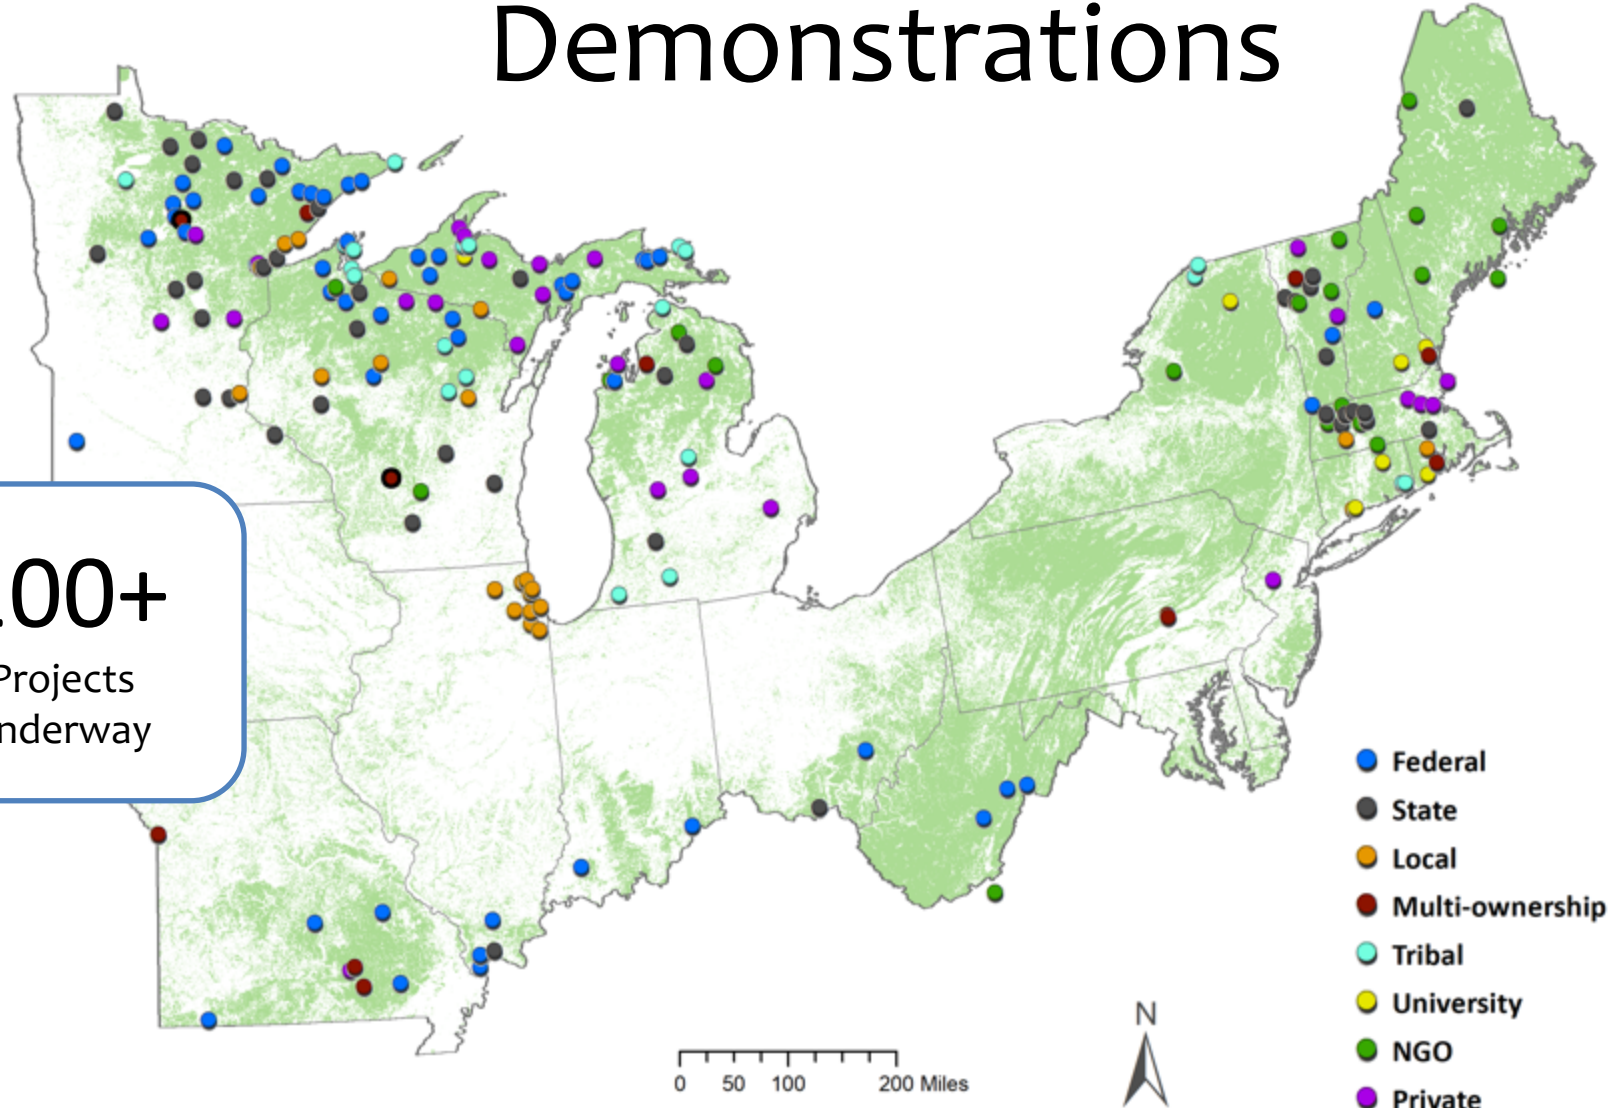 Demonstrations
00+
Projects
nderway
Federal
State
Local
Multi-ownership
Tribal
University
NGO
Private
N
0 50 100 200 Miles